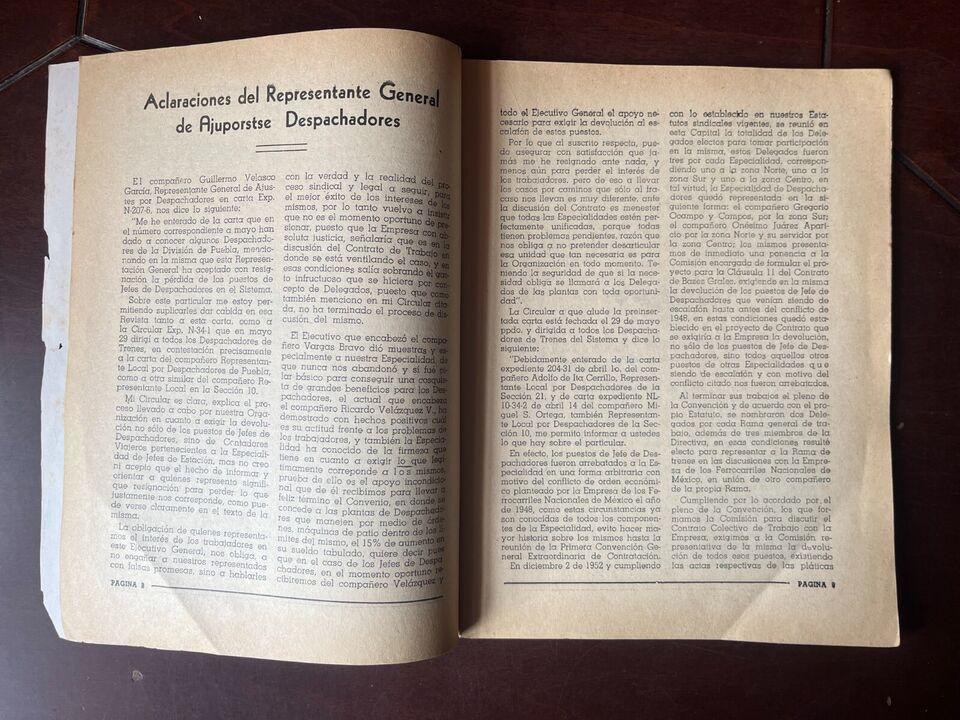 Aclaraciones del Representante General
de Ajuporstse Despachadores
El compañero Guillermo Velasco
García, Representante General de Ajus-
tes por Despachadores en carta Exp.
N-207-6, nos dice lo siguiente:
"Me he enterado de la carta que en
el número correspondiente a mayo han
dado a conocer algunos Despachadores
de la División de Puebla, mencio-
nando en la misma que esta Represen-
tación General ha aceptado con resig-
nación la pérdida de los puestos de
Jefes de Despachadores en el Sistema.
Sobre este particular me estoy per-
mitiendo suplicarles dar cabida en esa
Revista tanto a esta carta, como a
la Circular Exp. N-34-1 que en mayo
29 dirigí a todos los Despachadores de
Trenes, en contestación precisamente
a la carta del compañero Representan-
te Local por Despachadores de Puebla,
como a otra similar del compañero Re-
presentante Local en la Sección 10.
Mi Circular es clara, explica el pro-
ceso llevado a cabo por nuestra Orga-
nización en cuanto a exigir la devolu-
ción no sólo de los puestos de Jefes de
Despachadores, sino de Contadores
Viajeros pertenecientes a la Especiali-
dad de Jefes de Estación, mas no creo
ni acepto que el hecho de informar y
orientar a quiénes represento signifi-
que resignación para perder lo que
justamente nos corresponde, como pue-
de verse claramente en el texto de la
misma.
La obligación de quienes representa-
mos el interés de los trabajadores en
este Ejecutivo General, nos obliga, a
no engañar a nuestros representados
con falsas promesas, sino a hablarles
con la verdad y la realidad del pro-
ceso sindical y legal a seguir, para
el mejor éxito de los intereses de los
mismos, por lo tanto vuelvo a insistir
que no es el momento oportuno de pre-
sionar, puesto que la Empresa con ab-
soluta justicia, señalaría que es en la
discusión del Contrato de Trabajo en
donde se está ventilando el caso, y en
esas condiciones salía sobrando el gas-
to infructuoso que se hiciera por con-
cepto de Delegados, puesto que como
también menciono en mi Circular cita-
da, no ha terminado el proceso de dis-
cusión del mismo.
El Ejecutivo que encabezó el compa-
ñero Vargas Bravo dió muestra y es-
pecialmente a nuestra Especialidad, de
que nunca nos abandonó y sí fué pi-
lar básico para conseguir una conquis-
ta de grandes beneficios para los Des-
pachadores, el actual que encabeza
el compañero Ricardo Velázquez V., ha
demostrado con hechos positivos cuál
es su actitud frente a los problemas de
los trabajadores, y también la Especia-
lidad ha conocido de la firmeza que
tiene en cuanto a exigir lo que legí-
timamente correponde a los mismos,
prueba de ello es el apoyo incondicio-
nal que de él recibimos para llevar a
feliz término el Convenio, en donde se
concede a las plantas de Despachado-
res que manejen por medio de órde-
nes, máquinas de patio dentro de los lí-
mites del mismo, el 15% de aumento en
su sueldo tabulado, quiere decir pues
que en el caso de los Jefes de Despa-
chadores, en el momento oportuno re-
cibiremos del compañero Velázquez y
PAGINA 8
todo el Ejecutivo General el apoyo ne-
cesario para exigir la devolución al es-
calafón de estos puestos.
Por lo que al suscrito respecta, pue-
do asegurar con satisfacción que ja-
más me he resignado ante nada, y
menos aún para perder el interés de
los trabajadores, pero de eso a llevar
los casos por caminos que sólo al fra-
caso nos llevan es muy diferente, ante
la discusión del Contrato es menester
que todas las Especialidades estén per-
fectamente unificadas, porque todas
tienen problemas pendientes, razón que
nos obliga a no pretender desarticular
esa unidad que tan necesaria es para
la Organización en todo momento. Te-
niendo la seguridad de que si la nece-
sidad obliga se llamará a los Delega-
dos de las plantas con toda oportuni-
dad".
La Circular a que alude la preinser-
tada carta está fechada el 29 de mayo
ppdo. y dirigida a todos los Despacha-
dores de Trenes del Sistema y dice lo
siguiente:
"Debidamente enterado de la carta
expediente 204-31 de abril 1o. del com-
pañero Adolfo de Ita Cerrillo, Represen-
tante Local por Despachadores de la
Sección 21, y de carta expediente NL-
10-34-2 de abril 14 del compañero Mi-
guel S. Ortega, también Representan-
te Local por Despachadores de la Sec-
ción 10, me permito informar a ustedes
lo que hay sobre el particular.
En efecto, los puestos de Jefe de Des-
pachadores fueron arrebatados a la Es-
pecialidad en una forma arbitraria con
motivo del conflicto de orden económi-
co planteado por la Empresa de los Fe-
rrocarriles Nacionales de México el año
de 1948, como estas circunstancias ya
son conocidas de todos los componen-
tes de la Especialidad, evito hacer ma-
yor historia sobre los mismos hasta la
reunión de la Primera Convención Ge-
neral Extraordinaria de Contratación.
En diciembre 2 de 1952 y cumpliendo
con lo establecido en nuestros Esta-
tutos sindicales vigentes, se reunió en
esta Capital la totalidad de los Dele-
gados electos para tomar participación
en la misma, estos Delegados fueron
tres por cada Especialidad, correspon-
diendo uno a la zona Norte, uno a la
zona Sur y uno a la zona Centro, en
tal virtud, la Especialidad de Despacha-
dores quedó representada en la si-
guiente forma: el compañero Gregorio
Ocampo y Campos, por la zona Sur;
el compañero Onésimo Juárez Apari-
cio por la zona Norte y su servidor por
la zona Centro; los mismos presenta-
mos de inmediato una ponencia a la
Comisión encargada de formular el pro-
yecto para la Cláusula 11 del Contrato
de Bazes Grales. exigiendo en la misma
la devolución de los puestos de Jefe de
Despachadores que venían siendo de
escalafón hasta antes del conflicto de
1948, en estas condiciones quedó esta-
blecido en el proyecto de Contrato que
se exigiría a la Empresa la devolución,
no sólo de los puestos de Jefe de Des-
pachadores, sino todos aquellos otros
puestos de otras Especialidades que
siendo de escalafón y con motivo del
conflicto citado nos fueron arrebatados.
Al terminar sus trabajos el pleno de
la Convención y de acuerdo con el pro-
pio Estatuto, se nombraron dos Delega-
dos por cada Rama general de tra-
bajo, además de tres miembros de la
Directiva, en esas condiciones resulté
electo para representar a la Rama de
trenes en las discusiones con la Empre-
sa de los Ferrocarriles Nacionales de
México, en unión de otro compañero
de la propia Rama.
Cumpliendo por lo acordado por el
pleno de la Convención, los que for-
mamos la Comisión para discutir el
Contrato Colectivo de Trabajo con la
Empresa, exigimos a la Comisión re-
presentativa de la misma la devolu-
ción de todos esos puestos, existiendo
las actas respectivas de las pláticas
PAGINA 9